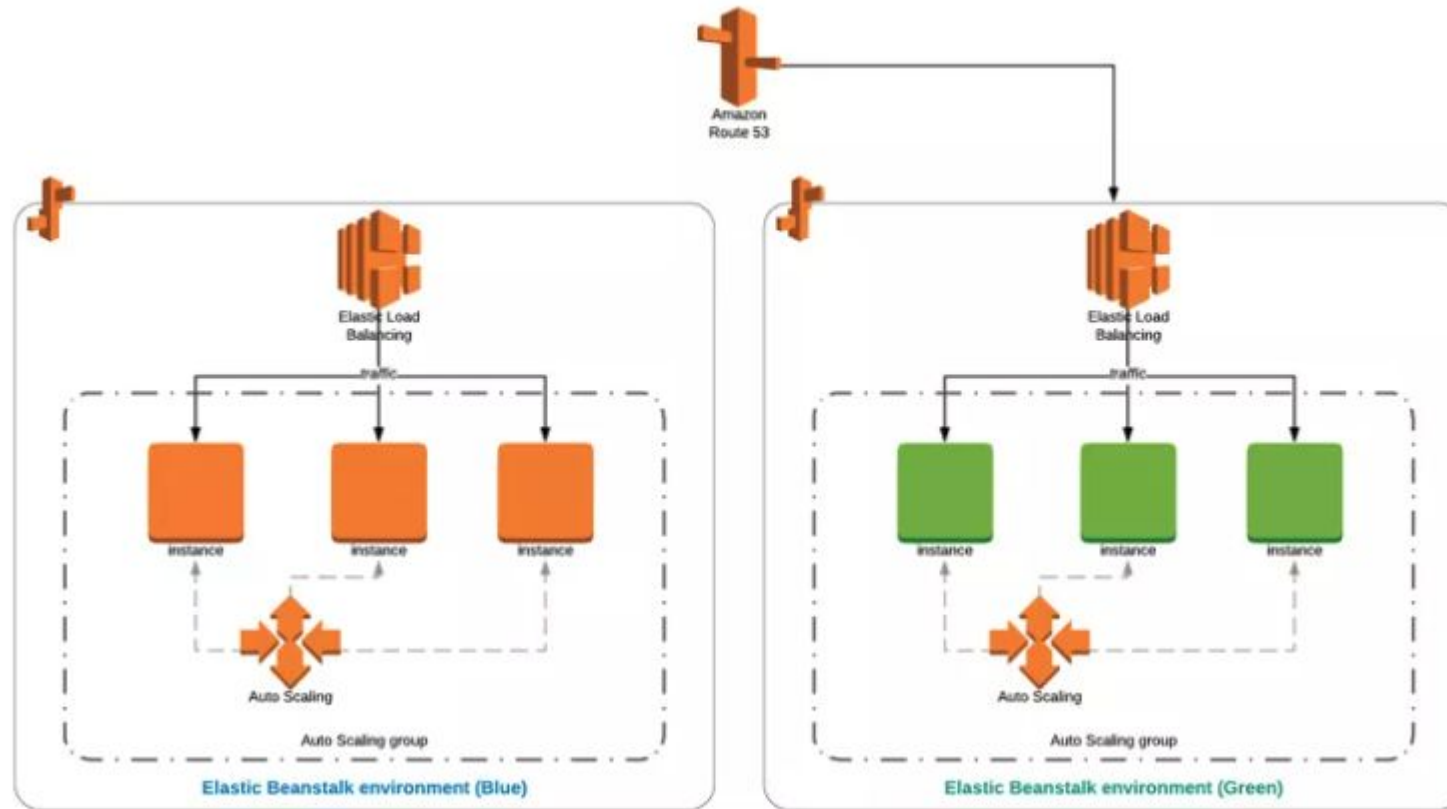 Amazon
Route 53
Elastic Load
Balancing
traffic
instance
instance
instance
Auto Scaling
Auto Scaling group
Elastic Beanstalk environment (Blue)
Elastic Load
Balancing
traffic
instance
instance
instance
Auto Scaling
Auto Scaling group
Elastic Beanstalk environment (Green)